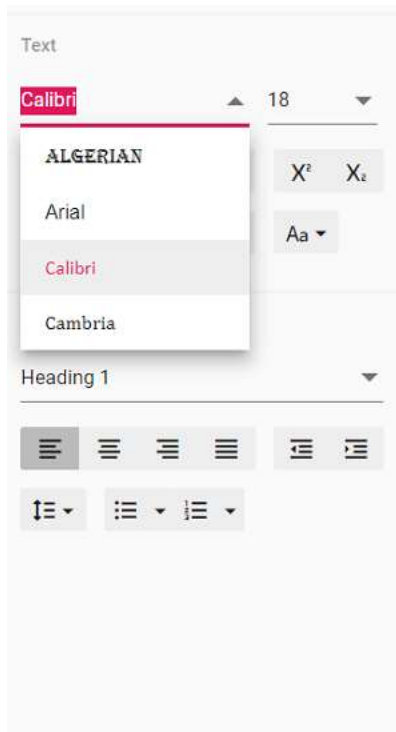 Text
Calibri 18
ALGERIAN
X² X₂
Arial
Aa
Calibri
Cambria
Heading 1